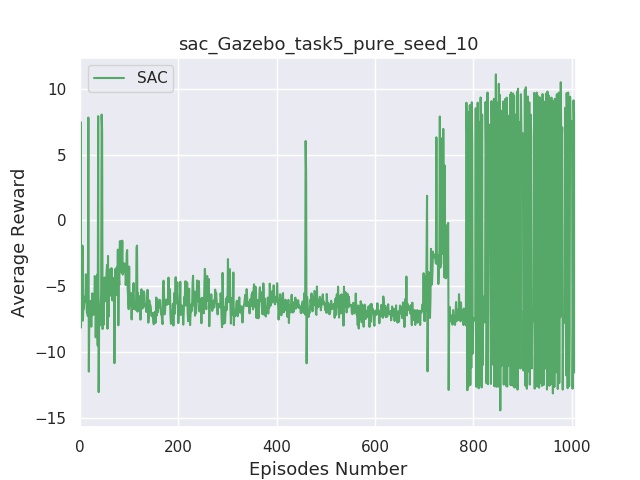 sac_Gazebo_task5_pure_seed_10
SAC
10
5
0
−5
−10
−15
Average Reward
0 200 400 600 800 1000
Episodes Number